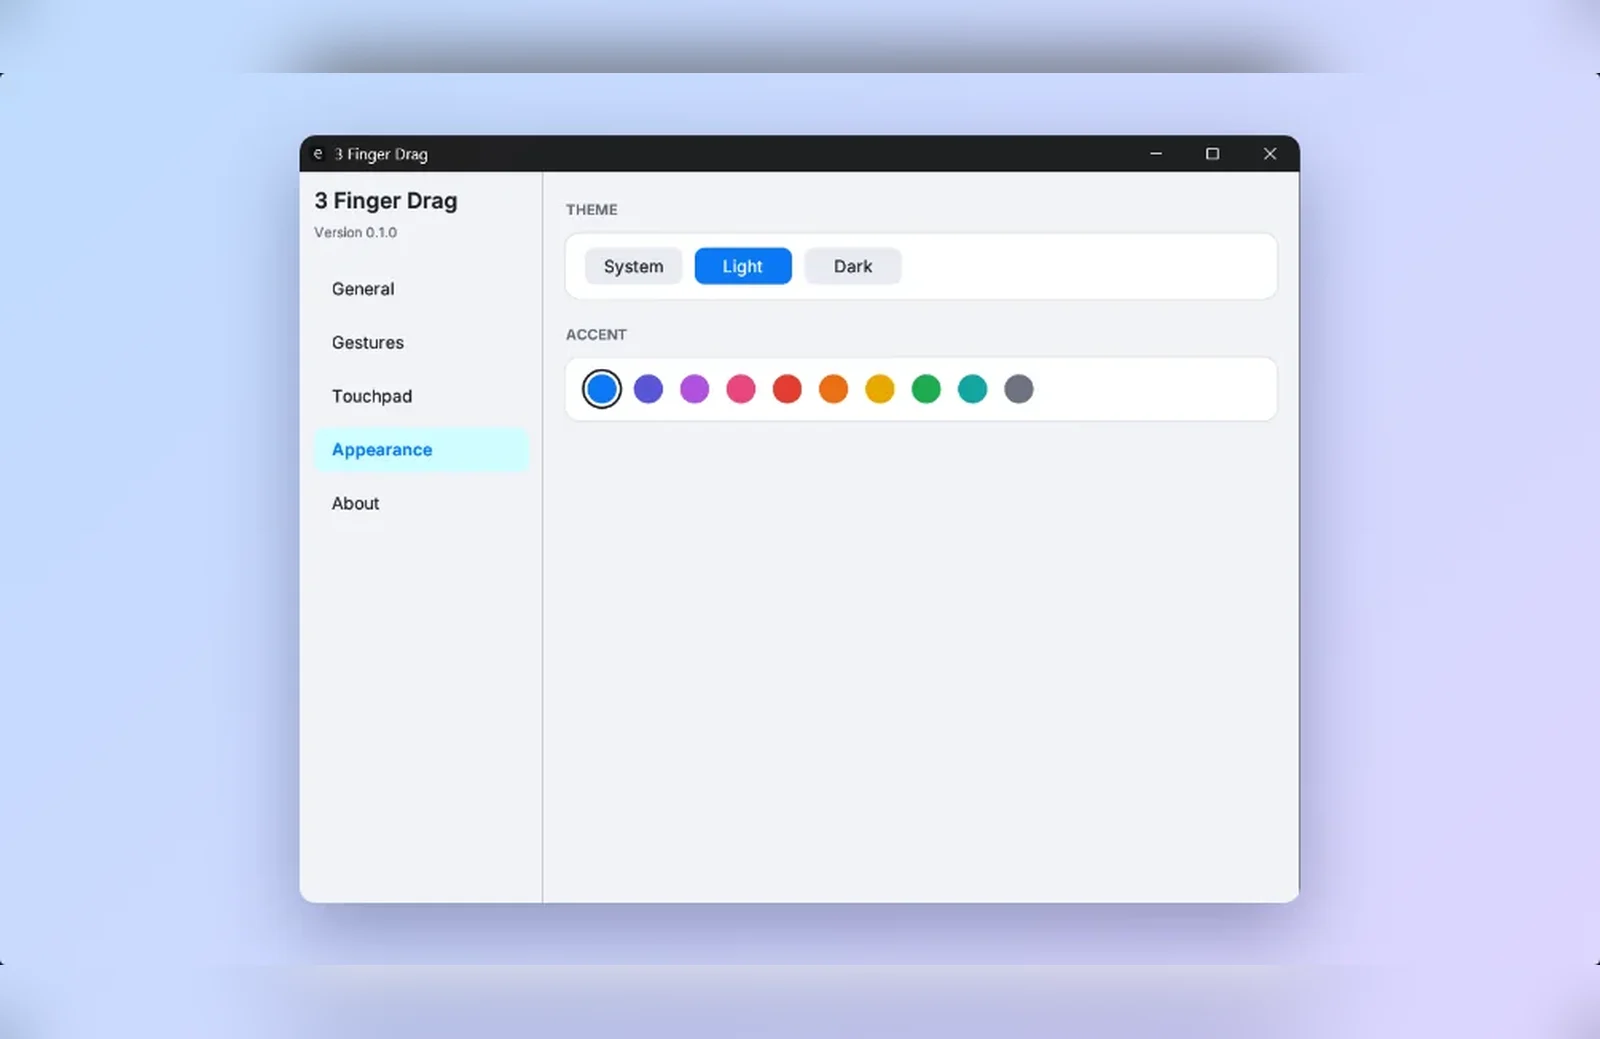 3 Finger Drag
3 Finger Drag
Version 0.1.0
General
Gestures
Touchpad
Appearance
About
THEME
System Light Dark
ACCENT